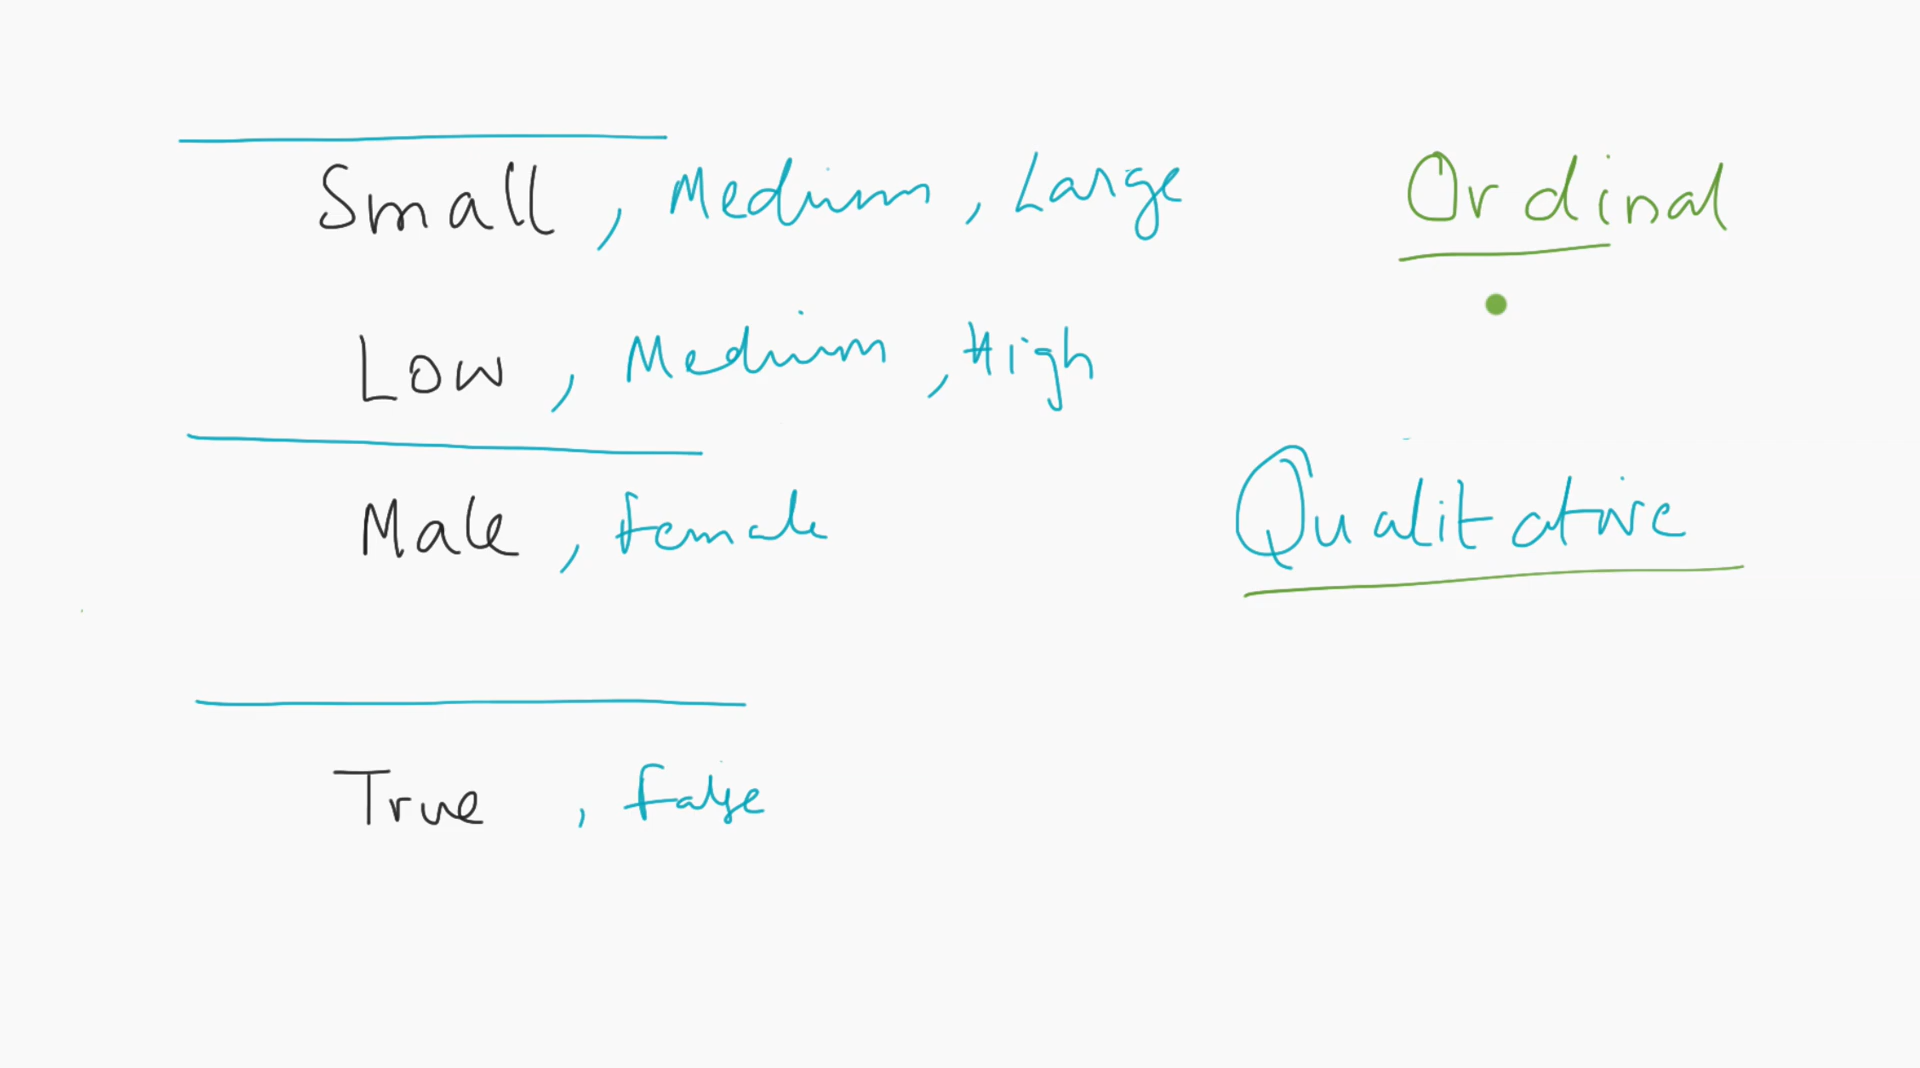 Small, Medium, Large Ordinal
Low, Medium, High
Male, Female Qualitative
True, False